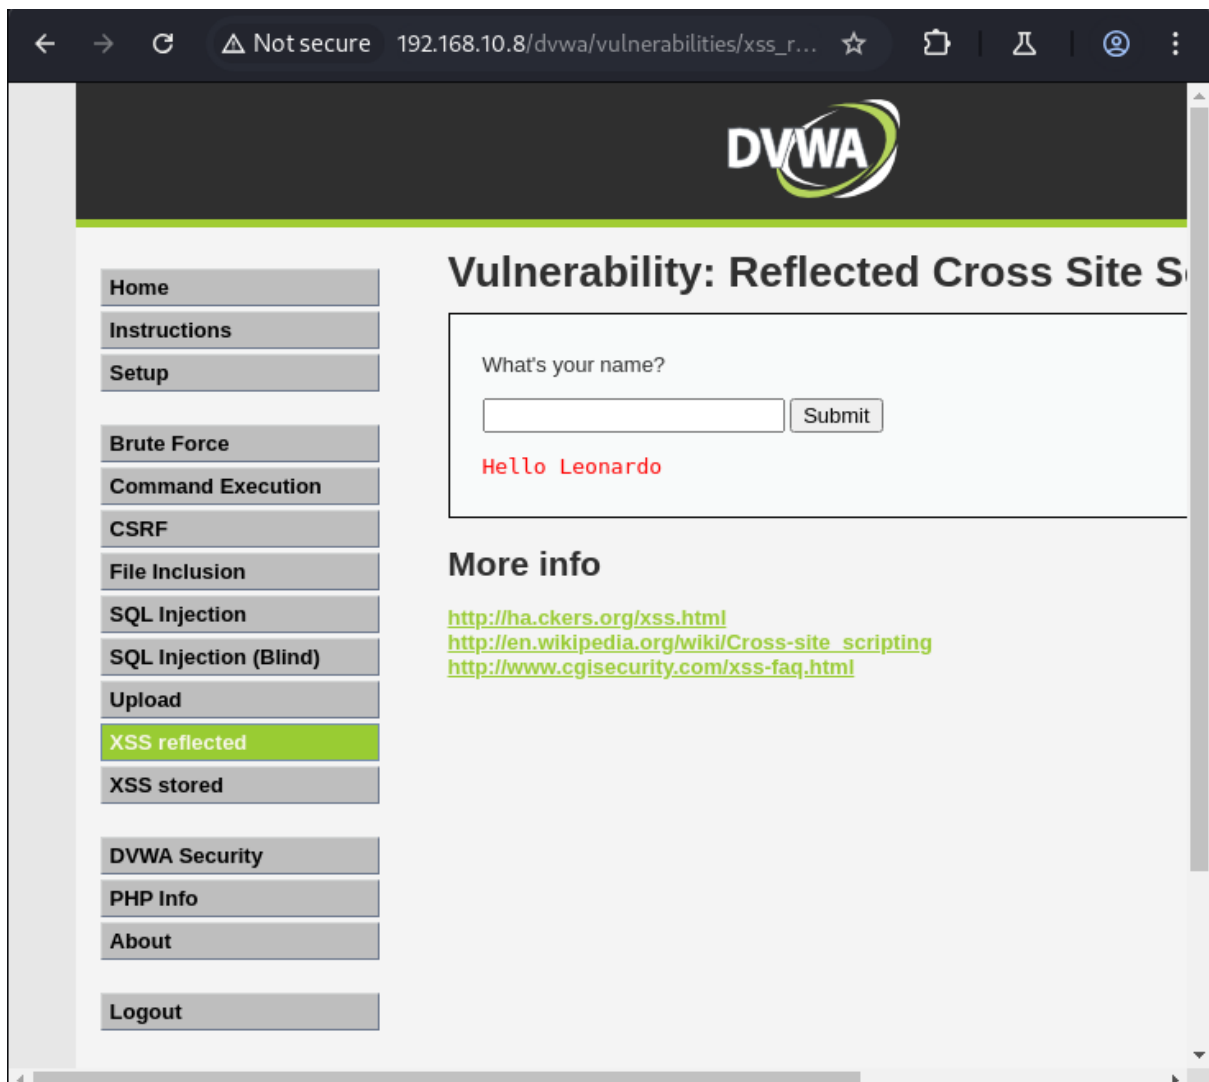 Not secure 192.168.10.8/dvwa/vulnerabilities/xss_r...
DVWA
Home
Instructions
Setup
Brute Force
Command Execution
CSRF
File Inclusion
SQL Injection
SQL Injection (Blind)
Upload
XSS reflected
XSS stored
DVWA Security
PHP Info
About
Logout
Vulnerability: Reflected Cross Site S
What's your name?
Submit
Hello Leonardo
More info
http://ha.ckers.org/xss.html
http://en.wikipedia.org/wiki/Cross-site_scripting
http://www.cgisecurity.com/xss-faq.html